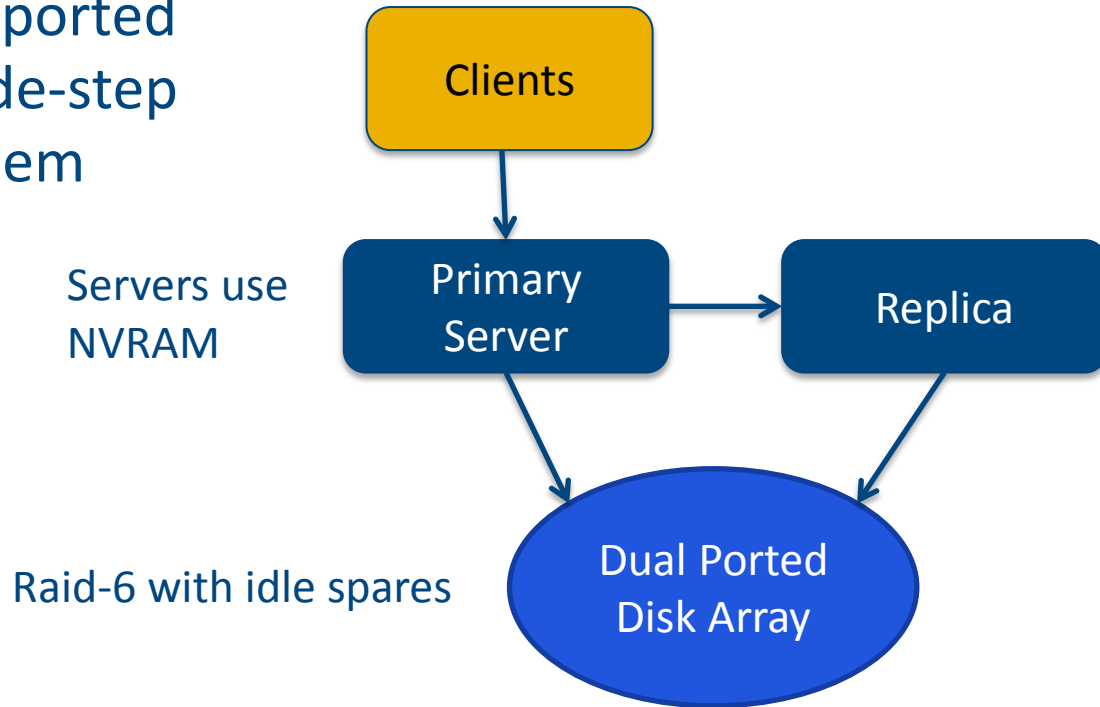 ported
de-step
em
Clients
Servers use
NVRAM
Primary
Server
Replica
Raid-6 with idle spares
Dual Ported
Disk Array